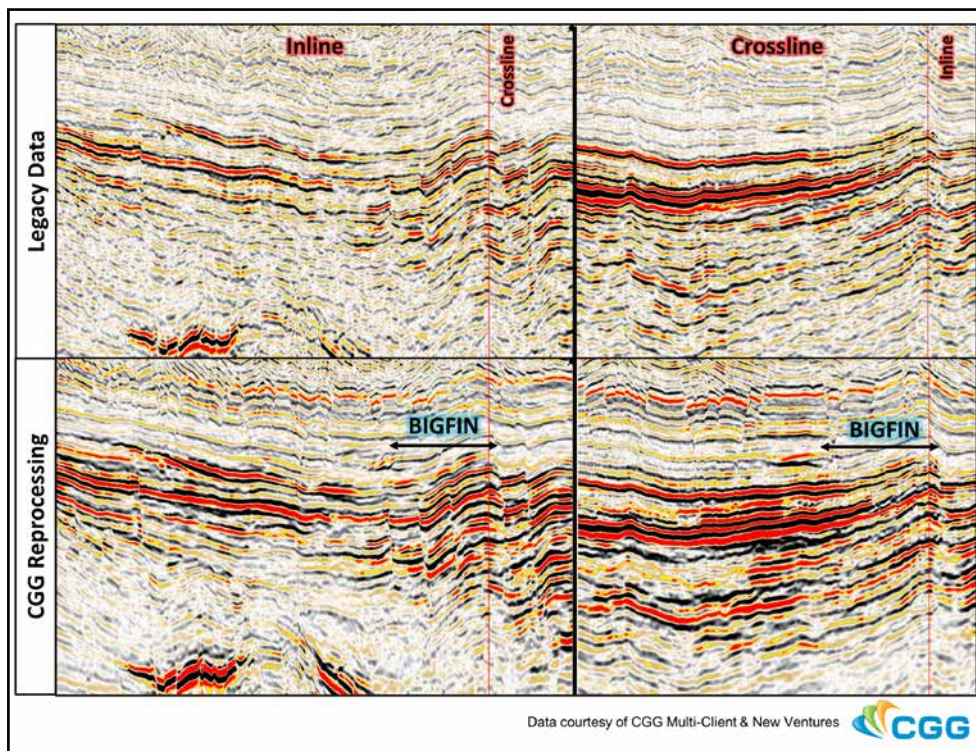 Inline
Crossline
Crossline
Inline
Legacy Data
BIGFIN
BIGFIN
CGG Reprocessing
Data courtesy of CGG Multi-Client & New Ventures
CGG